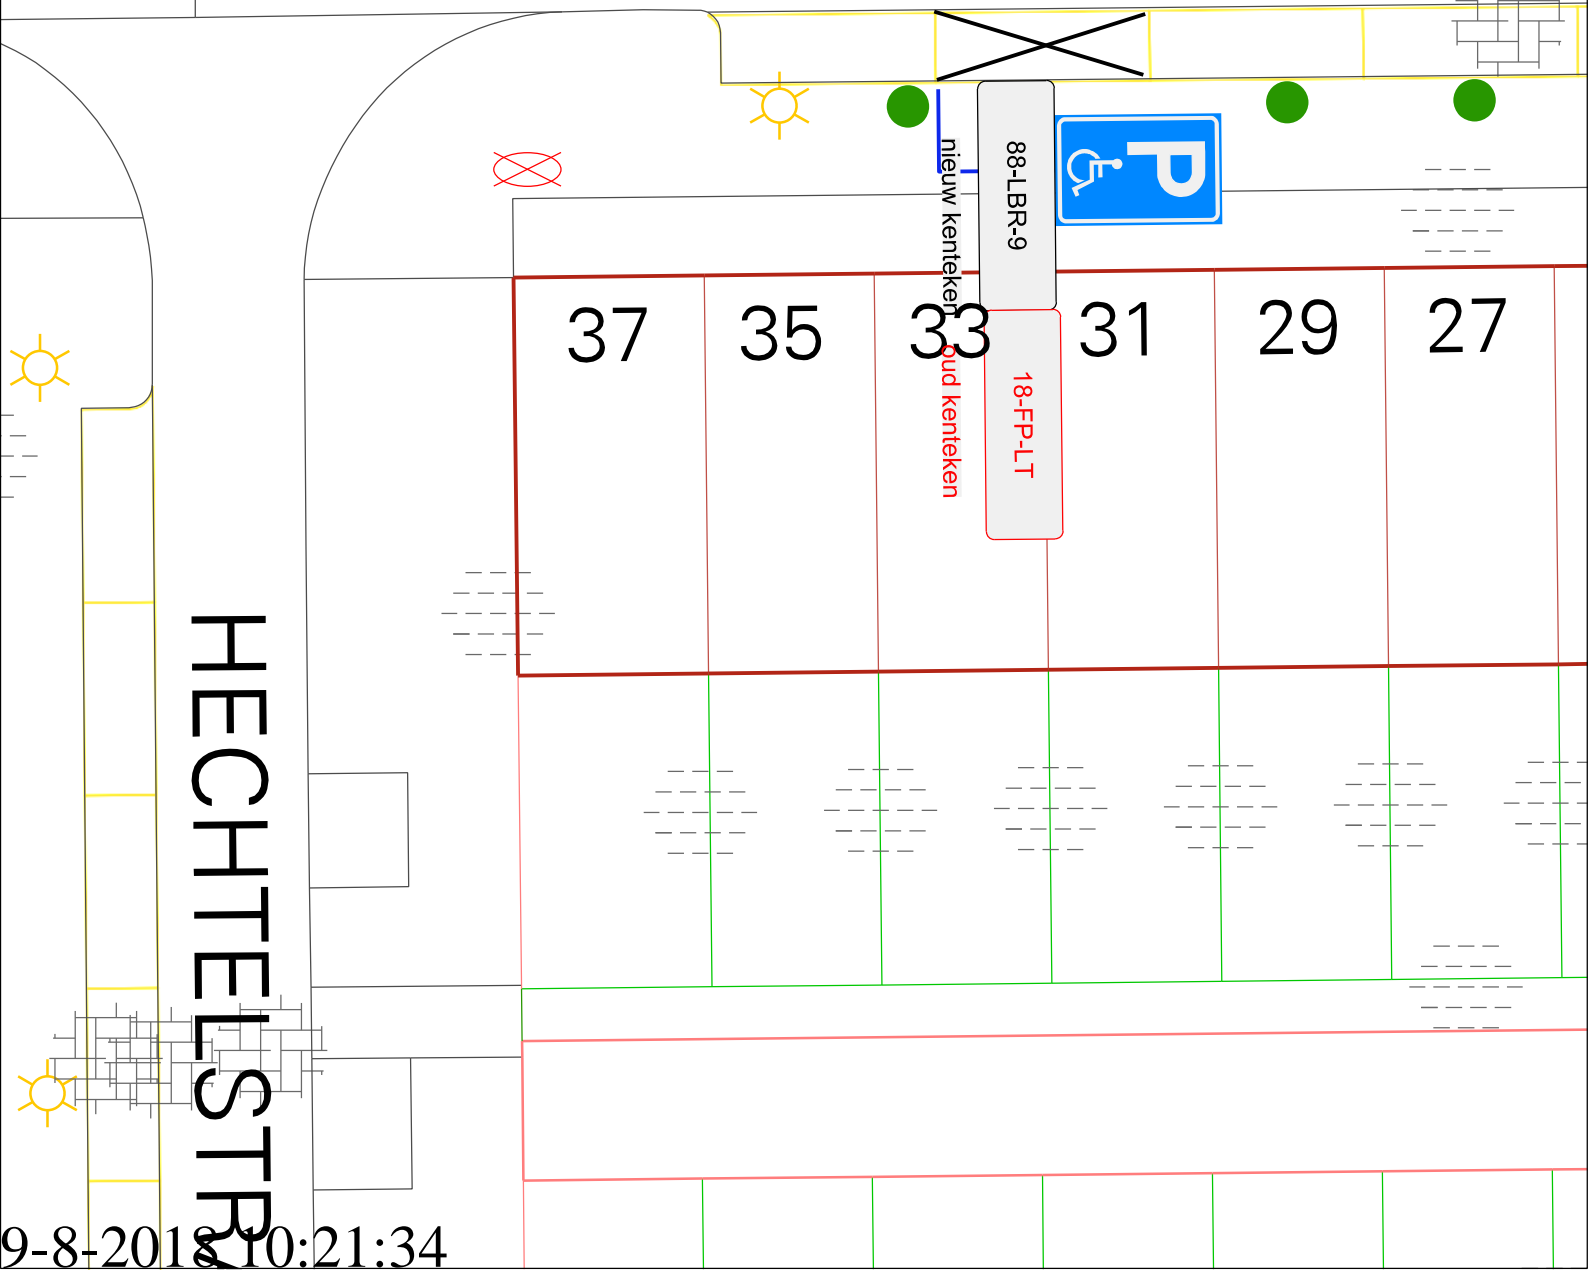 P
nieuw kenteken
88-LBR-9
37 35 33 31 29 27
oud kenteken
18-FP-LT
HECHTELSTRA
9-8-2018 10:21:34